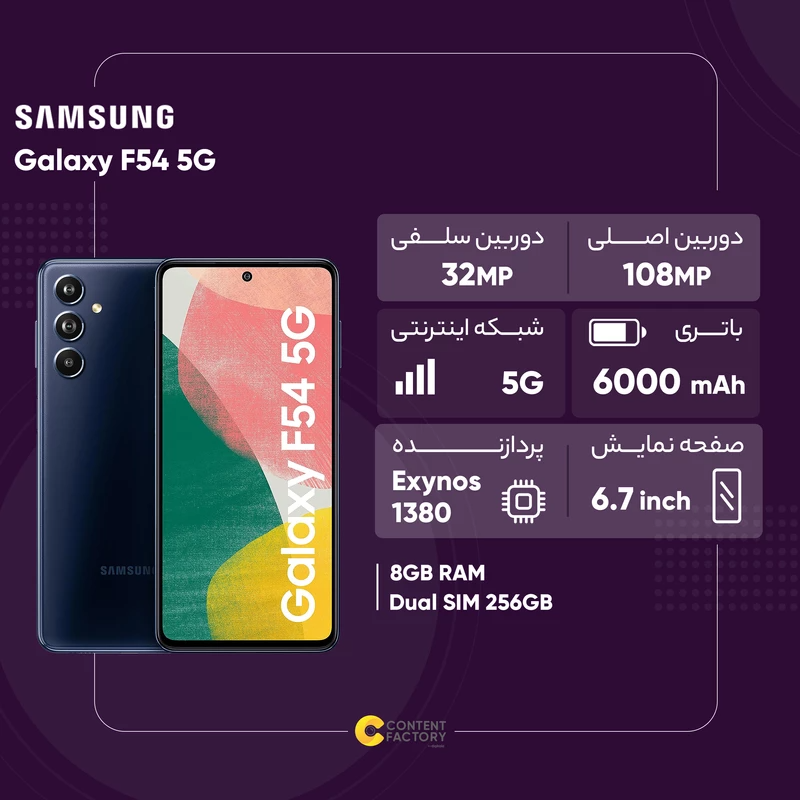 SAMSUNG
Galaxy F54 5G
دوربین اصلی
108MP
دوربین سلفی
32MP
باتری
6000 mAh
شبکه اینترنتی
5G
صفحه نمایش
6.7 inch
پردازنده
Exynos
1380
8GB RAM
Dual SIM 256GB
SAMSUNG
Galaxy F54 5G
CONTENT
FACTORY